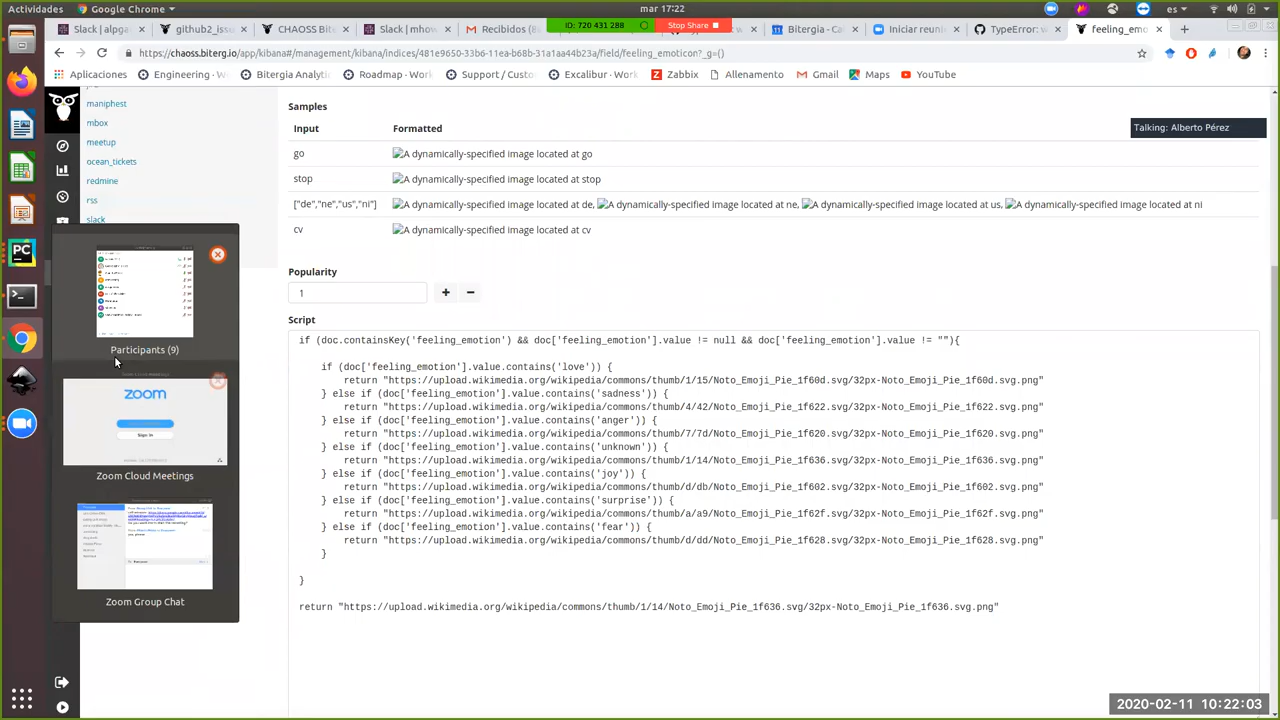 Actividades
Google Chrome
mar 17:22
es
Slack | alpga
github2_iss
CHAOSS Bi
Slack | mhow
Recibidos (
ID: 720 431 288
Stop Share
Bitergia - Ca
Iniciar reuni
TypeError: w
feeling_emo
https://chaoss.biterg.io/app/kibana#/management/kibana/indices/481e9650-33b6-11ea-b68b-31a1aa44b23a/field/feeling_emoticon?_g=()
Aplicaciones
Engineering - W
Bitergia Analyti
Roadmap - Work
Support / Custo
Excalibur · Work
Zabbix
Allenamento
Gmail
Maps
YouTube
maniphest
mbox
meetup
ocean_tickets
redmine
rss
slack
Participants (9)
zoom
Sign In
Zoom Cloud Meetings
Zoom Group Chat
Talking: Alberto Pérez
Samples
Input Formatted
go A dynamically-specified image located at go
stop A dynamically-specified image located at stop
["de","ne","us","ni"] A dynamically-specified image located at de, A dynamically-specified image located at ne, A dynamically-specified image located at us, A dynamically-specified image located at ni
cv A dynamically-specified image located at cv
Popularity
1
Script
if (doc.containsKey('feeling_emotion') && doc['feeling_emotion'].value != null && doc['feeling_emotion'].value != ""){
if (doc['feeling_emotion'].value.contains('love')) {
return "https://upload.wikimedia.org/wikipedia/commons/thumb/1/15/Noto_Emoji_Pie_1f60d.svg/32px-Noto_Emoji_Pie_1f60d.svg.png"
} else if (doc['feeling_emotion'].value.contains('sadness')) {
return "https://upload.wikimedia.org/wikipedia/commons/thumb/4/42/Noto_Emoji_Pie_1f622.svg/32px-Noto_Emoji_Pie_1f622.svg.png"
} else if (doc['feeling_emotion'].value.contains('anger')) {
return "https://upload.wikimedia.org/wikipedia/commons/thumb/7/7d/Noto_Emoji_Pie_1f620.svg/32px-Noto_Emoji_Pie_1f620.svg.png"
} else if (doc['feeling_emotion'].value.contains('unknown')) {
return "https://upload.wikimedia.org/wikipedia/commons/thumb/1/14/Noto_Emoji_Pie_1f636.svg/32px-Noto_Emoji_Pie_1f636.svg.png"
} else if (doc['feeling_emotion'].value.contains('joy')) {
return "https://upload.wikimedia.org/wikipedia/commons/thumb/d/db/Noto_Emoji_Pie_1f602.svg/32px-Noto_Emoji_Pie_1f602.svg.png"
} else if (doc['feeling_emotion'].value.contains('surprise')) {
return "https://upload.wikimedia.org/wikipedia/commons/thumb/a/a9/Noto_Emoji_Pie_1f62f.svg/32px-Noto_Emoji_Pie_1f62f.svg.png"
} else if (doc['feeling_emotion'].value.contains('fear')) {
return "https://upload.wikimedia.org/wikipedia/commons/thumb/d/dd/Noto_Emoji_Pie_1f628.svg/32px-Noto_Emoji_Pie_1f628.svg.png"
}
}
return "https://upload.wikimedia.org/wikipedia/commons/thumb/1/14/Noto_Emoji_Pie_1f636.svg/32px-Noto_Emoji_Pie_1f636.svg.png"
2020-02-11 10:22:03